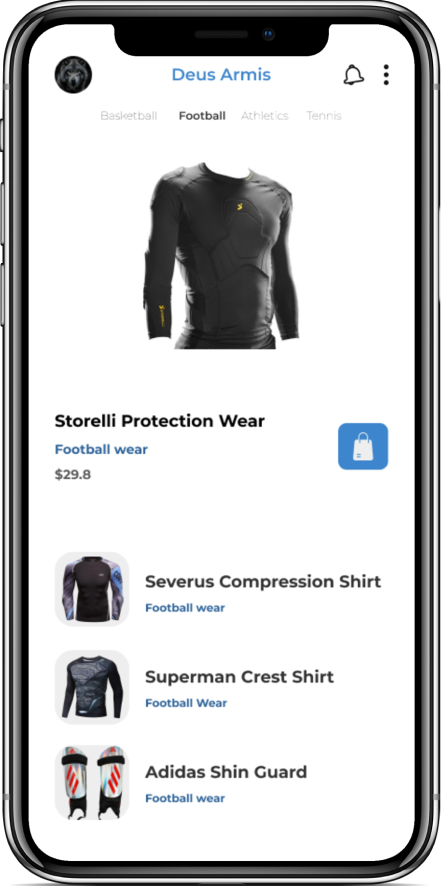 Deus Armis
Basketball Football Athletics Tennis
Storelli Protection Wear
Football wear
$29.8
Severus Compression Shirt
Football wear
Superman Crest Shirt
Football Wear
Adidas Shin Guard
Football wear